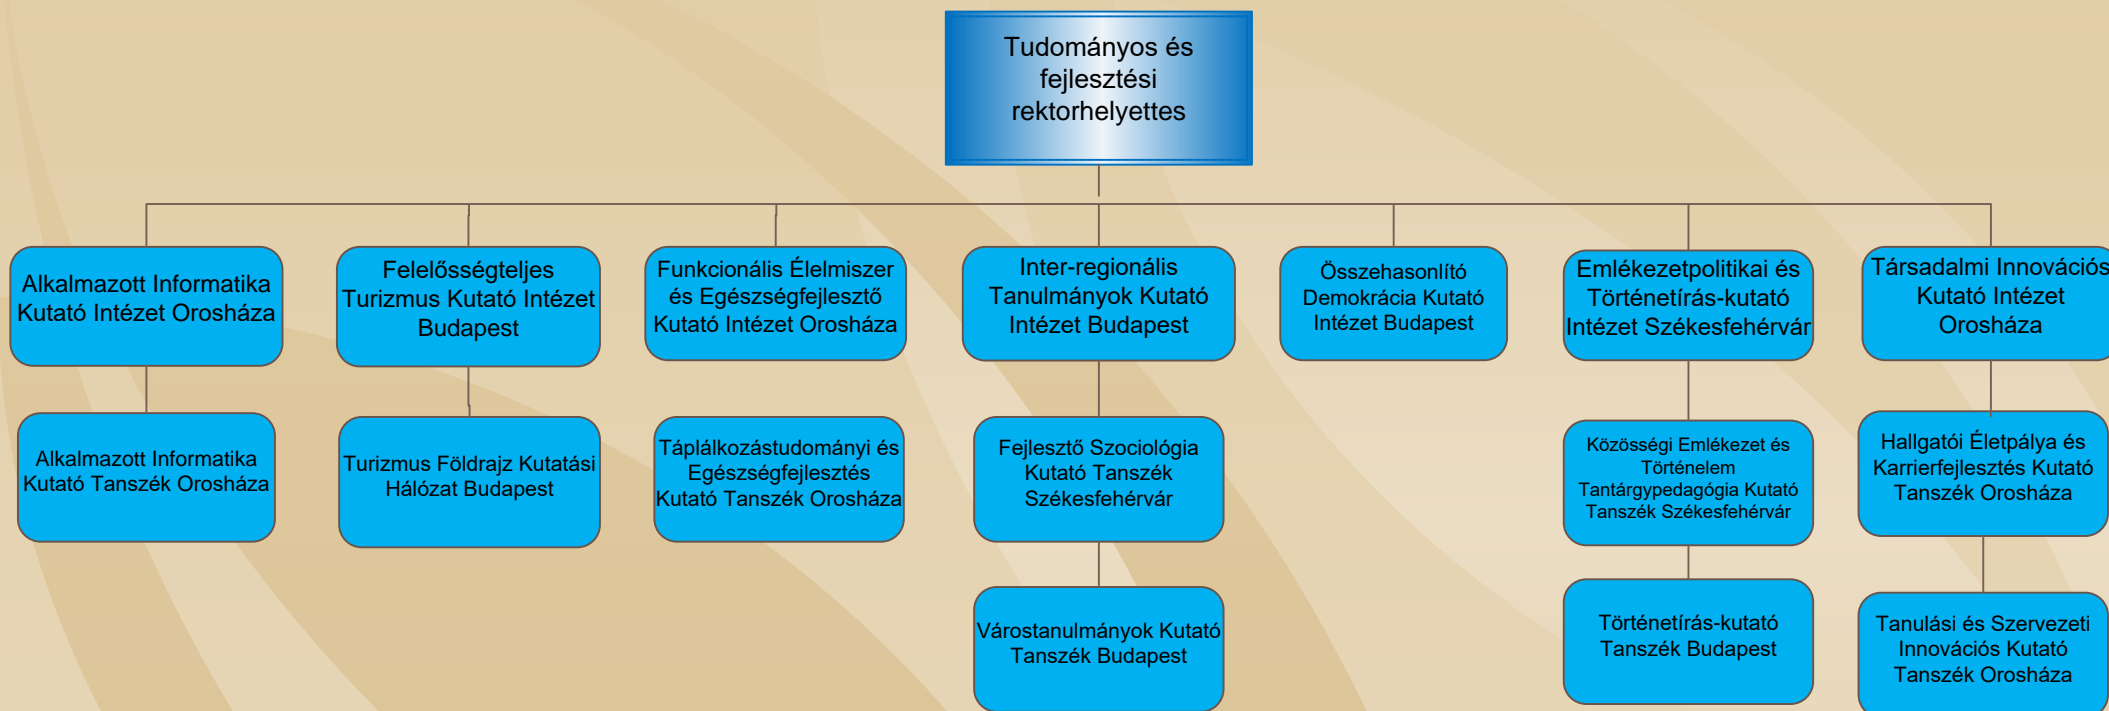 Tudományos és
fejlesztési
rektorhelyettes
Alkalmazott Informatika
Kutató Intézet Orosháza
Felelősségteljes
Turizmus Kutató Intézet
Budapest
Funkcionális Élelmiszer
és Egészségfejlesztő
Kutató Intézet Orosháza
Inter-regionális
Tanulmányok Kutató
Intézet Budapest
Összehasonlító
Demokrácia Kutató
Intézet Budapest
Emlékezetpolitikai és
Történetírás-kutató
Intézet Székesfehérvár
Társadalmi Innovációs
Kutató Intézet
Orosháza
Alkalmazott Informatika
Kutató Tanszék Orosháza
Turizmus Földrajz Kutatási
Hálózat Budapest
Táplálkozástudományi és
Egészségfejlesztés
Kutató Tanszék Orosháza
Fejlesztő Szociológia
Kutató Tanszék
Székesfehérvár
Közösségi Emlékezet és
Történelem
Tantárgypedagógia Kutató
Tanszék Székesfehérvár
Hallgatói Életpálya és
Karrierfejlesztés Kutató
Tanszék Orosháza
Várostanulmányok Kutató
Tanszék Budapest
Történetírás-kutató
Tanszék Budapest
Tanulási és Szervezeti
Innovációs Kutató
Tanszék Orosháza